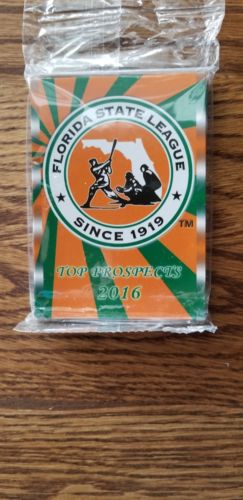 FLORIDA STATE LEAGUE
SINCE 1919
TM
TOP PROSPECTS
2016